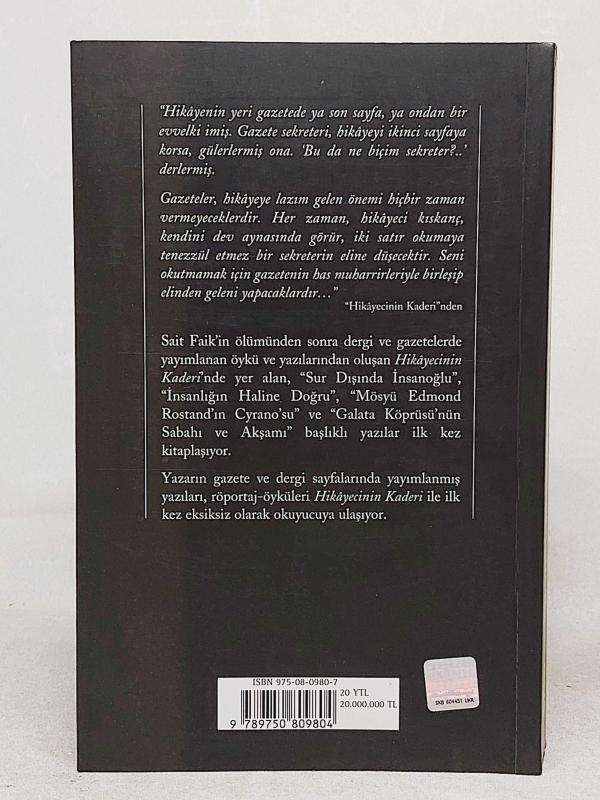 “Hikâyenin yeri gazetede ya son sayfa, ya ondan bir
evvelki imiş. Gazete sekreteri, hikâyeyi ikinci sayfaya
korsa, gülerlermiş ona. ‘Bu da ne biçim sekreter?..’
derlermiş.
Gazeteler, hikâyeye lazım gelen önemi hiçbir zaman
vermeyeceklerdir. Her zaman, hikâyeci kıskanç,
kendini dev aynasında görür, iki satır okumaya
tenezzül etmez bir sekreterin eline düşecektir. Seni
okutmamak için gazetenin has muharrirleriyle birleşip
elinden geleni yapacaklardır...”
“Hikâyecinin Kaderi”nden
Sait Faik'in ölümünden sonra dergi ve gazetelerde
yayımlanan öykü ve yazılarından oluşan Hikâyecinin
Kaderi'nde yer alan, “Sur Dışında İnsanoğlu”,
“İnsanlığın Haline Doğru”, “Mösyü Edmond
Rostand'ın Cyrano'su” ve “Galata Köprüsü'nün
Sabahı ve Akşamı” başlıklı yazılar ilk kez
kitaplaşıyor.
Yazarın gazete ve dergi sayfalarında yayımlanmış
yazıları, röportaj-öyküleri Hikâyecinin Kaderi ile ilk
kez eksiksiz olarak okuyucuya ulaşıyor.
ISBN 975-08-0980-7
20 YTL
20.000.000 TL
9 789750 809804
SKB 604451 UKR